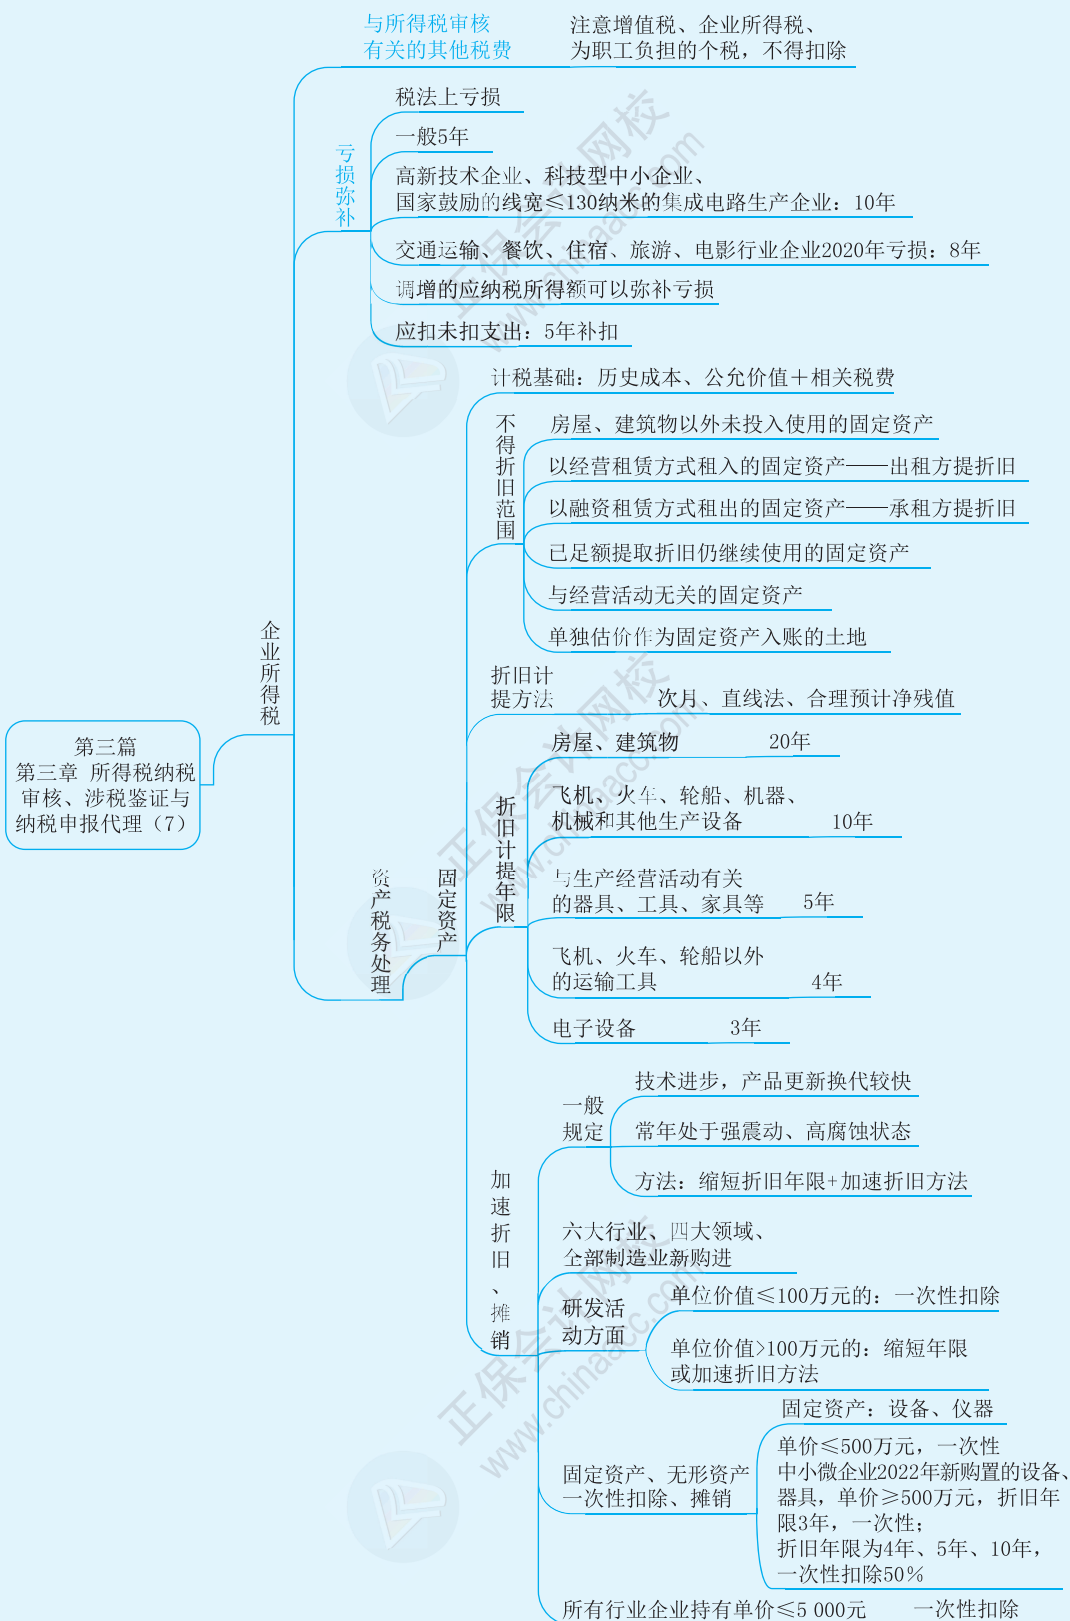 与所得税审核
有关的其他税费
注意增值税、企业所得税、
为职工负担的个税，不得扣除
亏损弥补
税法上亏损
一般5年
高新技术企业、科技型中小企业、
国家鼓励的线宽≤130纳米的集成电路生产企业：10年
交通运输、餐饮、住宿、旅游、电影行业企业2020年亏损：8年
调增的应纳税所得额可以弥补亏损
应扣未扣支出：5年补扣
企业所得税
第三篇
第三章 所得税纳税
审核、涉税鉴证与
纳税申报代理（7）
资产税务处理
固定资产
计税基础：历史成本、公允价值＋相关税费
不得折旧范围
房屋、建筑物以外未投入使用的固定资产
以经营租赁方式租入的固定资产——出租方提折旧
以融资租赁方式租出的固定资产——承租方提折旧
已足额提取折旧仍继续使用的固定资产
与经营活动无关的固定资产
单独估价作为固定资产入账的土地
折旧计
提方法
次月、直线法、合理预计净残值
折旧计提年限
房屋、建筑物 20年
飞机、火车、轮船、机器、
机械和其他生产设备 10年
与生产经营活动有关
的器具、工具、家具等 5年
飞机、火车、轮船以外
的运输工具 4年
电子设备 3年
加速折旧、摊销
一般
规定
技术进步，产品更新换代较快
常年处于强震动、高腐蚀状态
方法：缩短折旧年限+加速折旧方法
六大行业、四大领域、
全部制造业新购进
研发活
动方面
单位价值≤100万元的：一次性扣除
单位价值>100万元的：缩短年限
或加速折旧方法
固定资产、无形资产
一次性扣除、摊销
固定资产：设备、仪器
单价≤500万元，一次性
中小微企业2022年新购置的设备、
器具，单价≥500万元，折旧年
限3年，一次性；
折旧年限为4年、5年、10年，
一次性扣除50%
所有行业企业持有单价≤5 000元 一次性扣除
正保会计网校
www.chinaacc.com
正保会计网校
www.chinaacc.com
正保会计网校
www.chinaacc.com